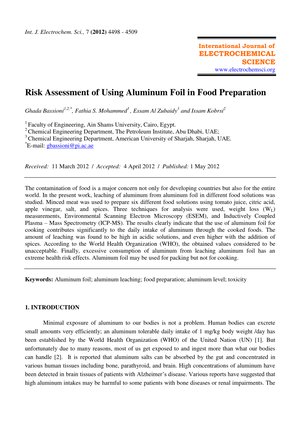 Int. J. Electrochem. Sci., 7 (2012) 4498 - 4509
International Journal of
ELECTROCHEMICAL
SCIENCE
www.electrochemsci.org
Risk Assessment of Using Aluminum Foil in Food Preparation
Ghada Bassioni1,2,*, Fathia S. Mohammed1, Essam Al Zubaidy3 and Issam Kobrsi2
1 Faculty of Engineering, Ain Shams University, Cairo, Egypt.
2 Chemical Engineering Department, The Petroleum Institute, Abu Dhabi, UAE;
3 Chemical Engineering Department, American University of Sharjah, Sharjah, UAE.
*E-mail: gbassioni@pi.ac.ae
Received: 11 March 2012 / Accepted: 4 April 2012 / Published: 1 May 2012
The contamination of food is a major concern not only for developing countries but also for the entire
world. In the present work, leaching of aluminum from aluminum foil in different food solutions was
studied. Minced meat was used to prepare six different food solutions using tomato juice, citric acid,
apple vinegar, salt, and spices. Three techniques for analysis were used, weight loss (WL)
measurements, Environmental Scanning Electron Microscopy (ESEM), and Inductively Coupled
Plasma – Mass Spectrometry (ICP-MS). The results clearly indicate that the use of aluminum foil for
cooking contributes significantly to the daily intake of aluminum through the cooked foods. The
amount of leaching was found to be high in acidic solutions, and even higher with the addition of
spices. According to the World Health Organization (WHO), the obtained values are considered to be
unacceptable. Finally, excessive consumption of aluminum from leaching aluminum foil has an
extreme health risk effects. Aluminum foil may be used for packing but not for cooking.
Keywords: Aluminum foil; aluminum leaching; food preparation; aluminum level; toxicity
1. INTRODUCTION
Minimal exposure of aluminum to our bodies is not a problem. Human bodies can excrete
small amounts very efficiently; an aluminum tolerable daily intake of 1 mg/kg body weight /day has
been established by the World Health Organization (WHO) of the United Nation (UN) [1]. But
unfortunately due to many reasons, most of us get exposed to and ingest more than what our bodies
can handle [2]. It is reported that aluminum salts can be absorbed by the gut and concentrated in
various human tissues including bone, parathyroid, and brain. High concentrations of aluminum have
been detected in brain tissues of patients with Alzheimer's disease. Various reports have suggested that
high aluminum intakes may be harmful to some patients with bone diseases or renal impairments. The